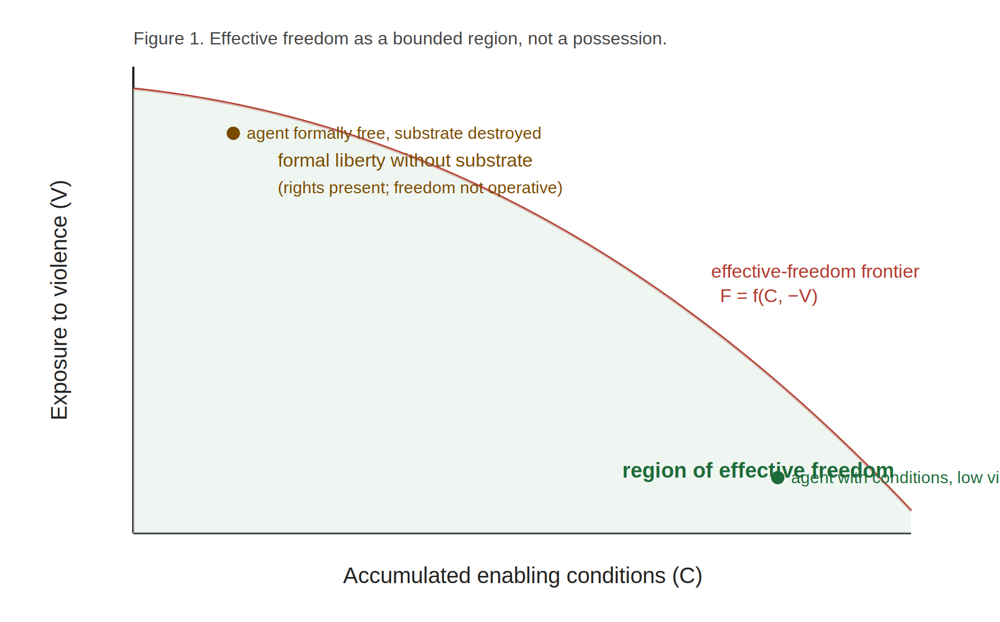 Figure 1. Effective freedom as a bounded region, not a possession.
agent formally free, substrate destroyed
formal liberty without substrate
(rights present; freedom not operative)
Exposure to violence (V)
effective-freedom frontier
F = f(C, −V)
region of effective freedom
agent with conditions, low vi
Accumulated enabling conditions (C)